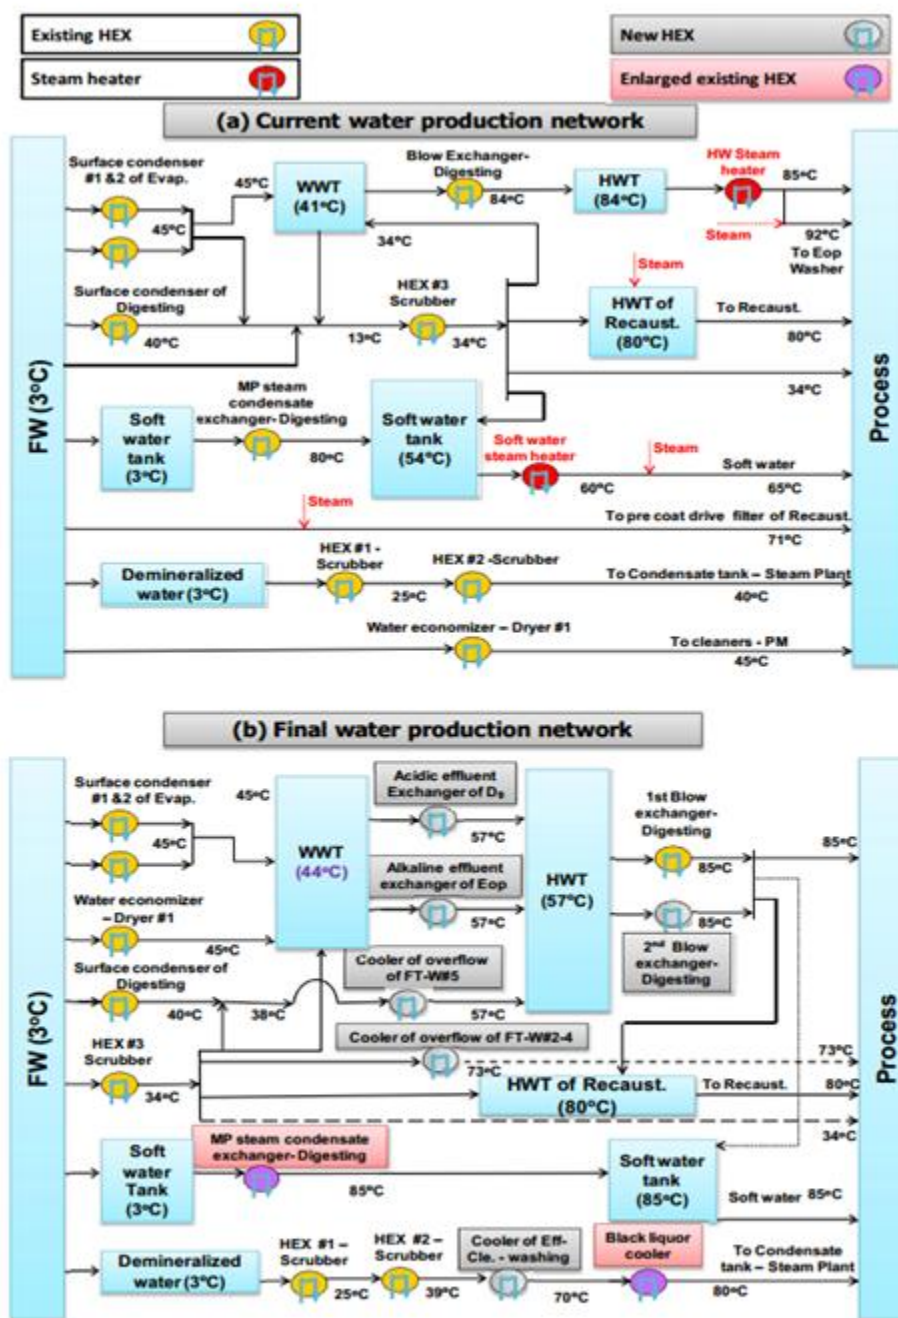 Existing HEX
New HEX
Steam heater
Enlarged existing HEX
(a) Current water production network
FW (3ºC)
Process
Surface condenser
#1 &2 of Evap.
45ºC
45ºC
WWT
(41ºC)
Blow Exchanger-
Digesting
84ºC
HWT
(84ºC)
HW Steam
heater
85ºC
Steam
92ºC
To Eop
Washer
34ºC
Surface condenser of
Digesting
40ºC
13ºC
HEX #3
Scrubber
34ºC
Steam
HWT of
Recaust.
(80ºC)
To Recaust.
80ºC
34ºC
Soft
water
tank
(3ºC)
MP steam
condensate
exchanger- Digesting
80ºC
Soft water
tank
(54ºC)
Soft water
steam heater
60ºC
Steam
Soft water
65ºC
Steam
To pre coat drive filter of Recaust.
71ºC
Demineralized
water (3ºC)
HEX #1 -
Scrubber
25ºC
HEX #2 -Scrubber
To Condensate tank – Steam Plant
40ºC
Water economizer – Dryer #1
To cleaners - PM
45ºC
(b) Final water production network
FW (3ºC)
Process
Surface condenser
#1 &2 of Evap.
45ºC
45ºC
WWT
(44ºC)
Acidic effluent
Exchanger of D₀
57ºC
Alkaline effluent
exchanger of Eop
57ºC
HWT
(57ºC)
1st Blow
exchanger-
Digesting
85ºC
85ºC
85ºC
2nd Blow
exchanger-
Digesting
Water economizer
– Dryer #1
45ºC
Surface condenser of
Digesting
40ºC
38ºC
Cooler of overflow
of FT-W#5
57ºC
Cooler of overflow of FT-W#2-4
73ºC
73ºC
HEX #3
Scrubber
34ºC
HWT of Recaust.
(80ºC)
To Recaust.
80ºC
34ºC
Soft
water
Tank
(3ºC)
MP steam condensate
exchanger- Digesting
85ºC
Soft water
tank
(85ºC)
Soft water
85ºC
Demineralized
water (3ºC)
HEX #1 –
Scrubber
25ºC
HEX #2 –
Scrubber
39ºC
Cooler of Eff-
Cle. - washing
70ºC
Black liquor
cooler
80ºC
To Condensate
tank – Steam Plant